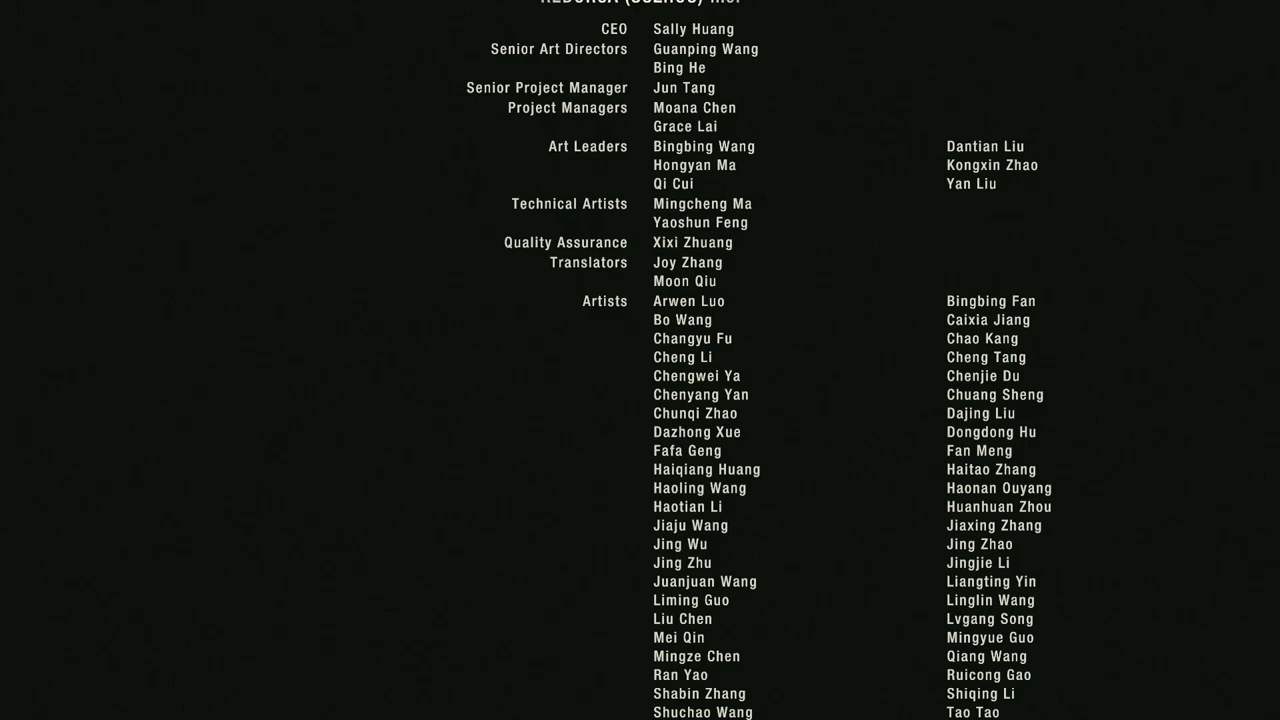 CEO Sally Huang
Senior Art Directors Guanping Wang
Bing He
Senior Project Manager Jun Tang
Project Managers Moana Chen
Grace Lai
Art Leaders Bingbing Wang Dantian Liu
Hongyan Ma Kongxin Zhao
Qi Cui Yan Liu
Technical Artists Mingcheng Ma
Yaoshun Feng
Quality Assurance Xixi Zhuang
Translators Joy Zhang
Moon Qiu
Artists Arwen Luo Bingbing Fan
Bo Wang Caixia Jiang
Changyu Fu Chao Kang
Cheng Li Cheng Tang
Chengwei Ya Chenjie Du
Chenyang Yan Chuang Sheng
Chunqi Zhao Dajing Liu
Dazhong Xue Dongdong Hu
Fafa Geng Fan Meng
Haiqiang Huang Haitao Zhang
Haoling Wang Haonan Ouyang
Haotian Li Huanhuan Zhou
Jiaju Wang Jiaxing Zhang
Jing Wu Jing Zhao
Jing Zhu Jingjie Li
Juanjuan Wang Liangting Yin
Liming Guo Linglin Wang
Liu Chen Lvgang Song
Mei Qin Mingyue Guo
Mingze Chen Qiang Wang
Ran Yao Ruicong Gao
Shabin Zhang Shiqing Li
Shuchao Wang Tao Tao